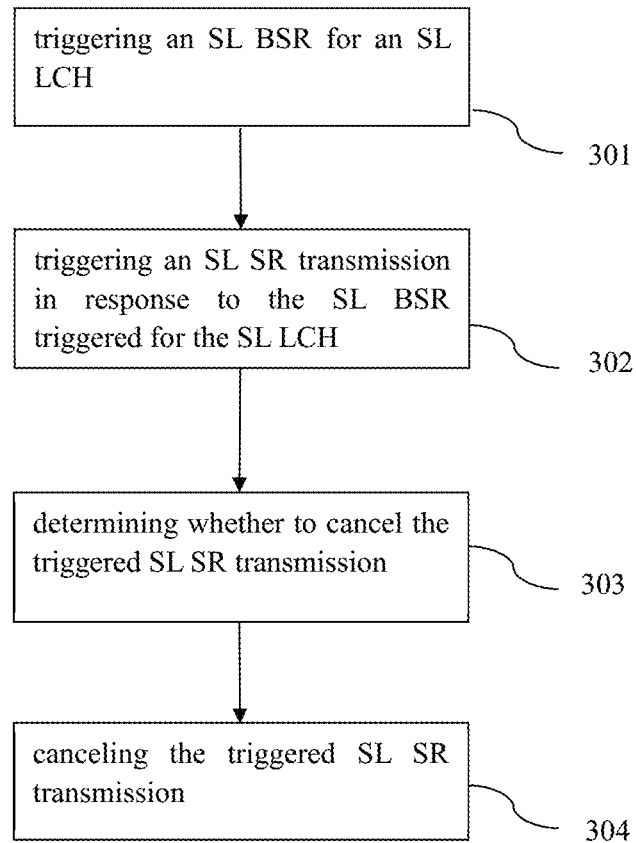 triggering an SL BSR for an SL
LCH
301
triggering an SL SR transmission
in response to the SL BSR
triggered for the SL LCH
302
determining whether to cancel the
triggered SL SR transmission
303
canceling the triggered SL SR
transmission
304